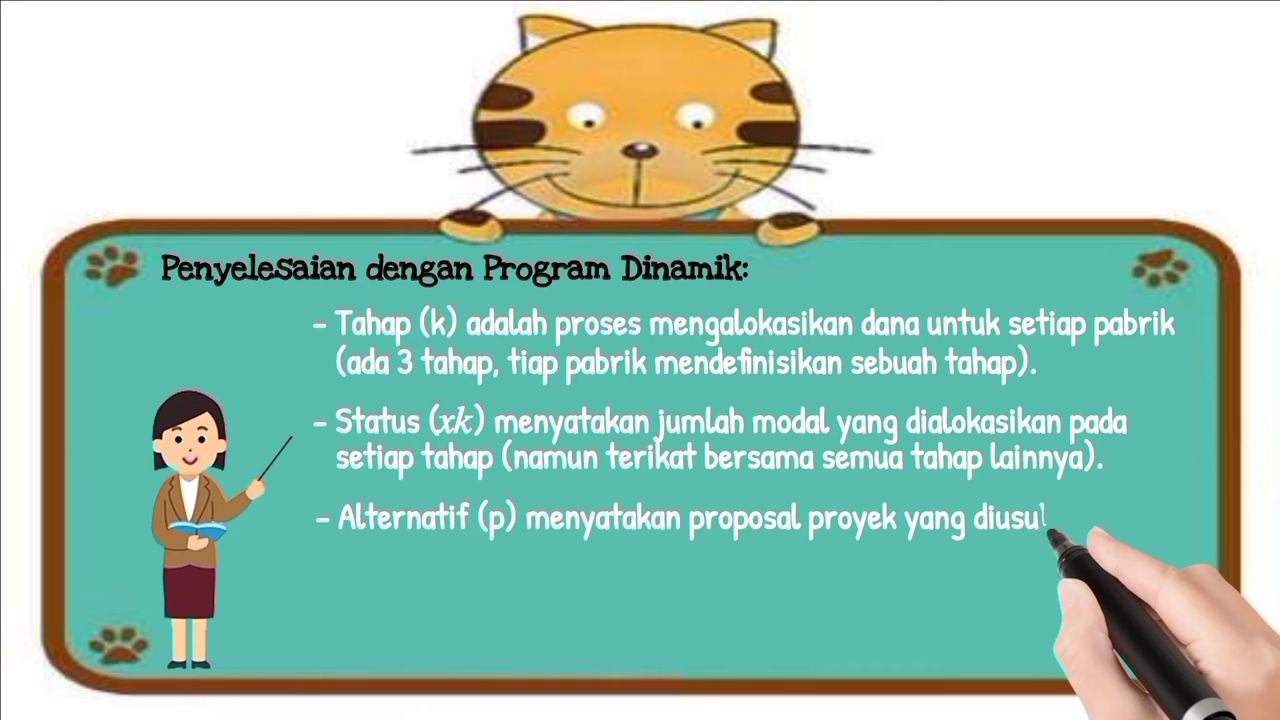 Penyelesaian dengan Program Dinamik:
- Tahap (k) adalah proses mengalokasikan dana untuk setiap pabrik
(ada 3 tahap, tiap pabrik mendefinisikan sebuah tahap).
- Status (xk) menyatakan jumlah modal yang dialokasikan pada
setiap tahap (namun terikat bersama semua tahap lainnya).
- Alternatif (p) menyatakan proposal proyek yang diusul